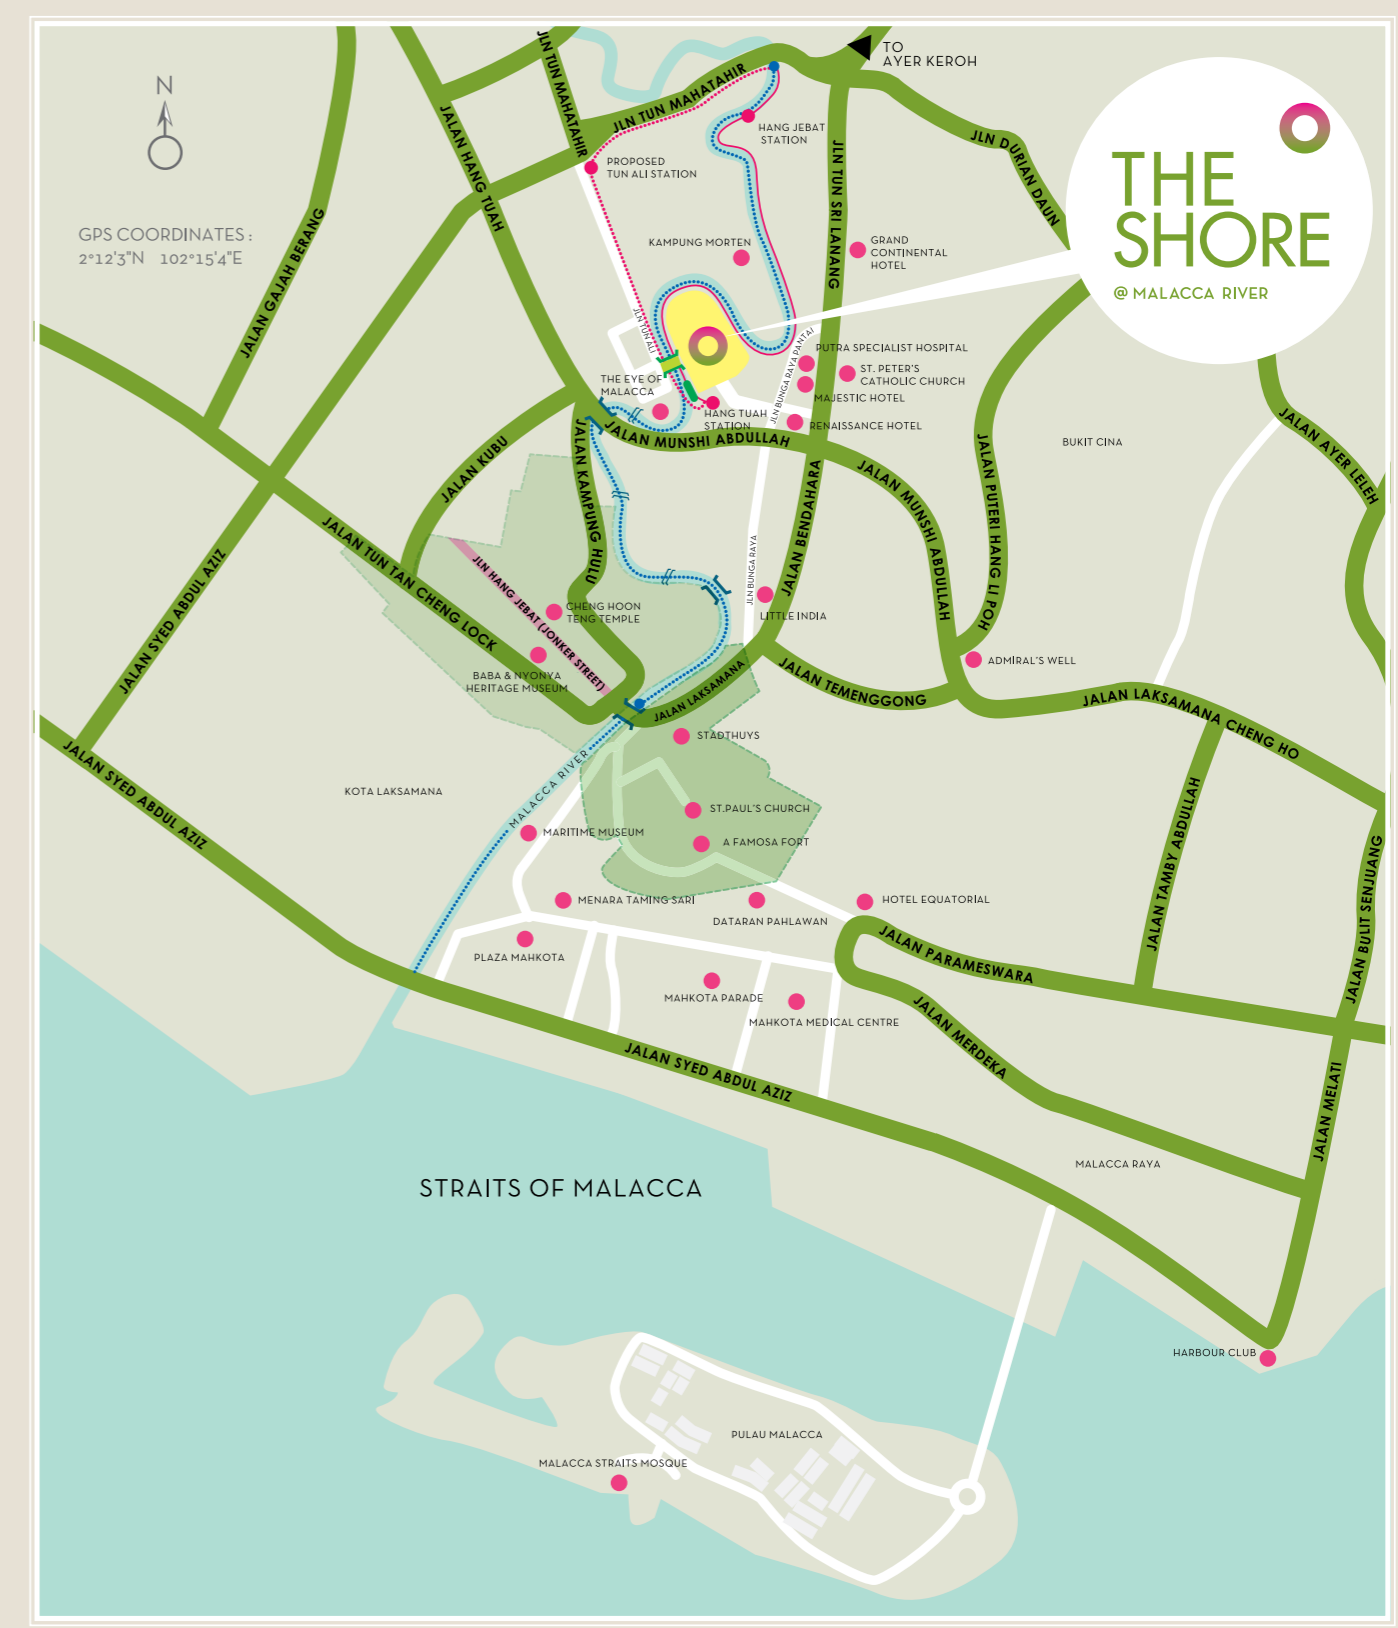 TO
AYER KEROH
N
JLN TUN MAHATAHIR
JLN TUN MAHATAHIR
JALAN HANG TUAH
HANG JEBAT
STATION
JLN DURIAN DAUN
PROPOSED
TUN ALI STATION
THE
SHORE
@ MALACCA RIVER
GPS COORDINATES :
2°12'3"N 102°15'4"E
JALAN GAJAH BERANG
JLN TUN SRI LANANG
KAMPUNG MORTEN
GRAND
CONTINENTAL
HOTEL
JLN TUN ALI
JLN BUNGA RAYA PANTAI
PUTRA SPECIALIST HOSPITAL
ST. PETER'S
CATHOLIC CHURCH
THE EYE OF
MALACCA
MAJESTIC HOTEL
HANG TUAH
STATION
RENAISSANCE HOTEL
JALAN MUNSHI ABDULLAH
BUKIT CINA
JALAN AYER LELEH
JALAN KUBU
JALAN KAMPUNG HULU
JALAN MUNSHI ABDULLAH
JALAN PUTERI HANG LI POH
JALAN BENDAHARA
JLN BUNGA RAYA
JALAN TUN TAN CHENG LOCK
JALAN SYED ABDUL AZIZ
JLN HANG JEBAT (JONKER STREET)
CHENG HOON
TENG TEMPLE
LITTLE INDIA
BABA & NYONYA
HERITAGE MUSEUM
ADMIRAL'S WELL
JALAN TEMENGGONG
JALAN LAKSAMANA
JALAN LAKSAMANA CHENG HO
STADTHUYS
JALAN SYED ABDUL AZIZ
KOTA LAKSAMANA
MALACCA RIVER
ST.PAUL'S CHURCH
MARITIME MUSEUM
A FAMOSA FORT
JALAN TAMBY ABDULLAH
JALAN BULIT SENJUANG
MENARA TAMING SARI
DATARAN PAHLAWAN
HOTEL EQUATORIAL
PLAZA MAHKOTA
JALAN PARAMESWARA
MAHKOTA PARADE
MAHKOTA MEDICAL CENTRE
JALAN MERDEKA
JALAN SYED ABDUL AZIZ
JALAN MELATI
MALACCA RAYA
STRAITS OF MALACCA
HARBOUR CLUB
PULAU MALACCA
MALACCA STRAITS MOSQUE